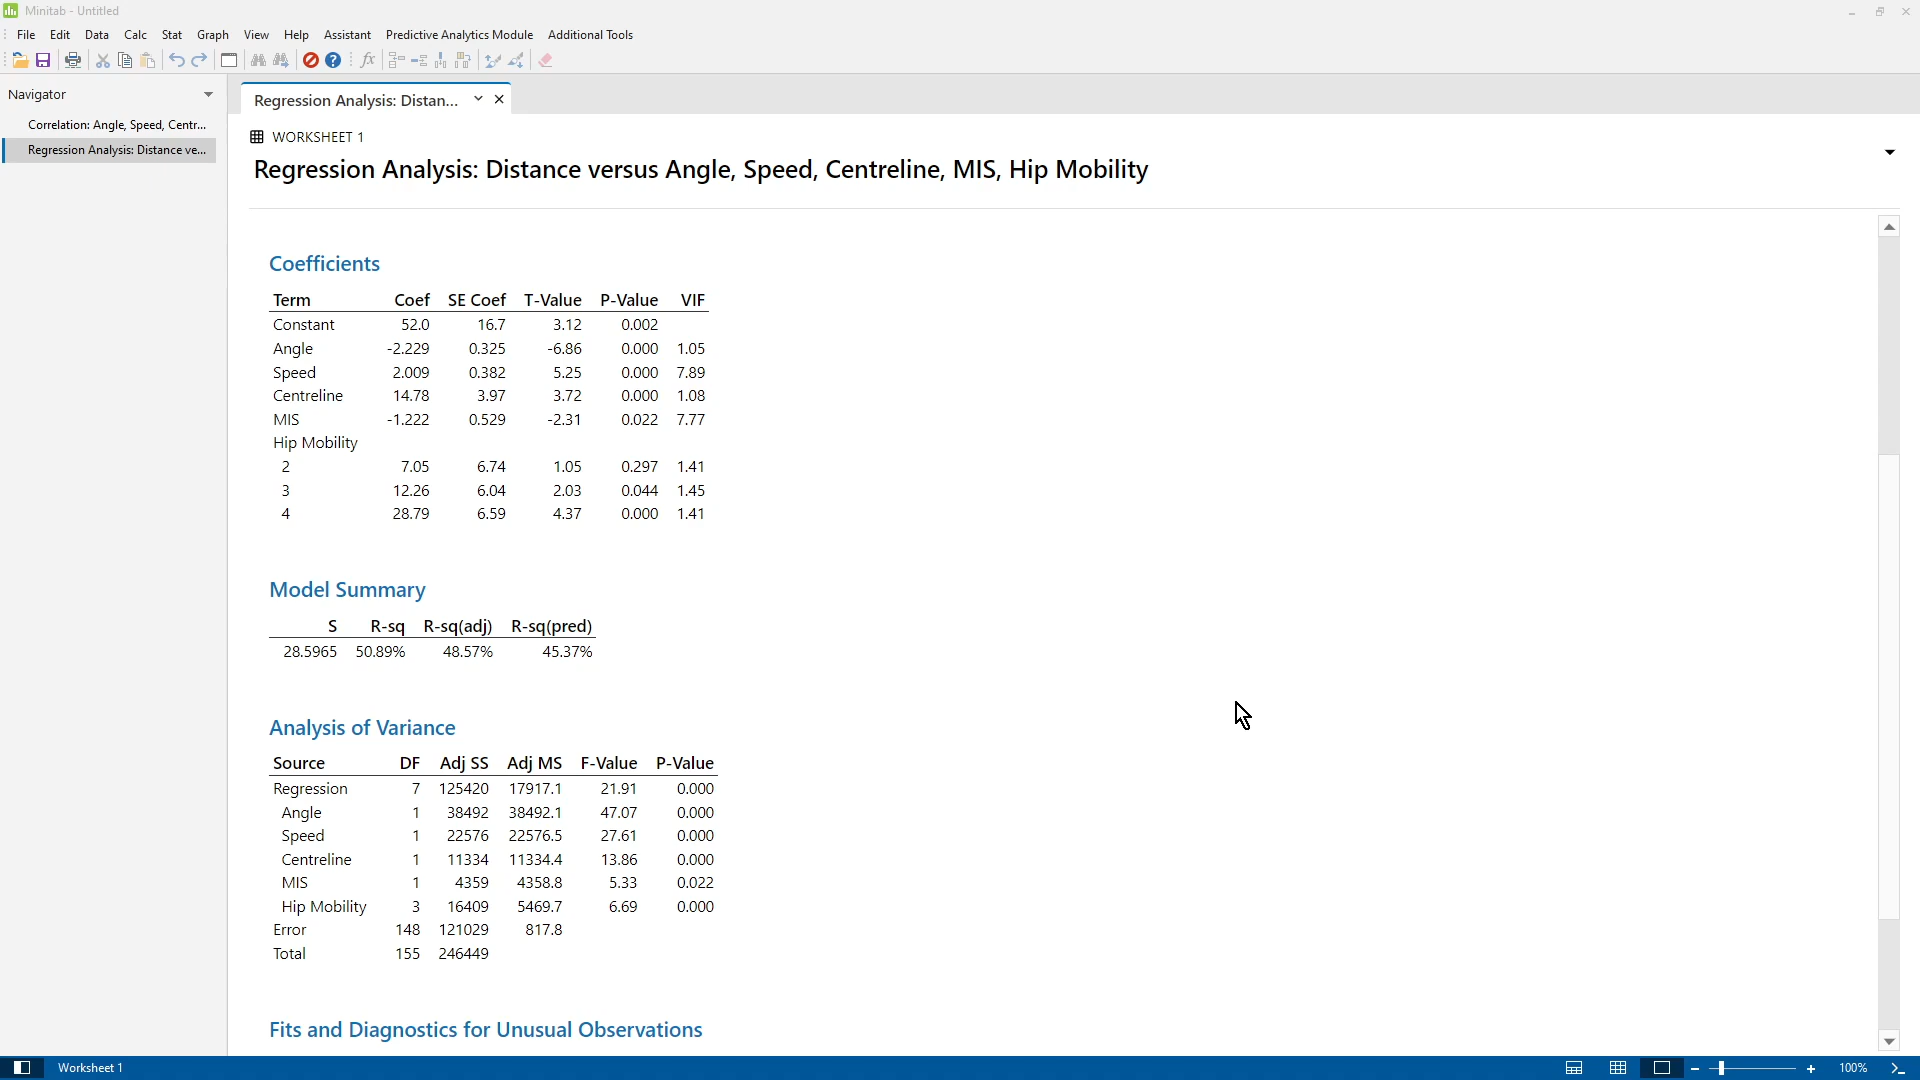 Minitab - Untitled
File Edit Data Calc Stat Graph View Help Assistant Predictive Analytics Module Additional Tools
Navigator
Correlation: Angle, Speed, Centr...
Regression Analysis: Distance ve...
Regression Analysis: Distan...
WORKSHEET 1
Regression Analysis: Distance versus Angle, Speed, Centreline, MIS, Hip Mobility
Coefficients
Term Coef SE Coef T-Value P-Value VIF
Constant 52.0 16.7 3.12 0.002
Angle -2.229 0.325 -6.86 0.000 1.05
Speed 2.009 0.382 5.25 0.000 7.89
Centreline 14.78 3.97 3.72 0.000 1.08
MIS -1.222 0.529 -2.31 0.022 7.77
Hip Mobility
2 7.05 6.74 1.05 0.297 1.41
3 12.26 6.04 2.03 0.044 1.45
4 28.79 6.59 4.37 0.000 1.41
Model Summary
S R-sq R-sq(adj) R-sq(pred)
28.5965 50.89% 48.57% 45.37%
Analysis of Variance
Source DF Adj SS Adj MS F-Value P-Value
Regression 7 125420 17917.1 21.91 0.000
Angle 1 38492 38492.1 47.07 0.000
Speed 1 22576 22576.5 27.61 0.000
Centreline 1 11334 11334.4 13.86 0.000
MIS 1 4359 4358.8 5.33 0.022
Hip Mobility 3 16409 5469.7 6.69 0.000
Error 148 121029 817.8
Total 155 246449
Fits and Diagnostics for Unusual Observations
Worksheet 1
100%